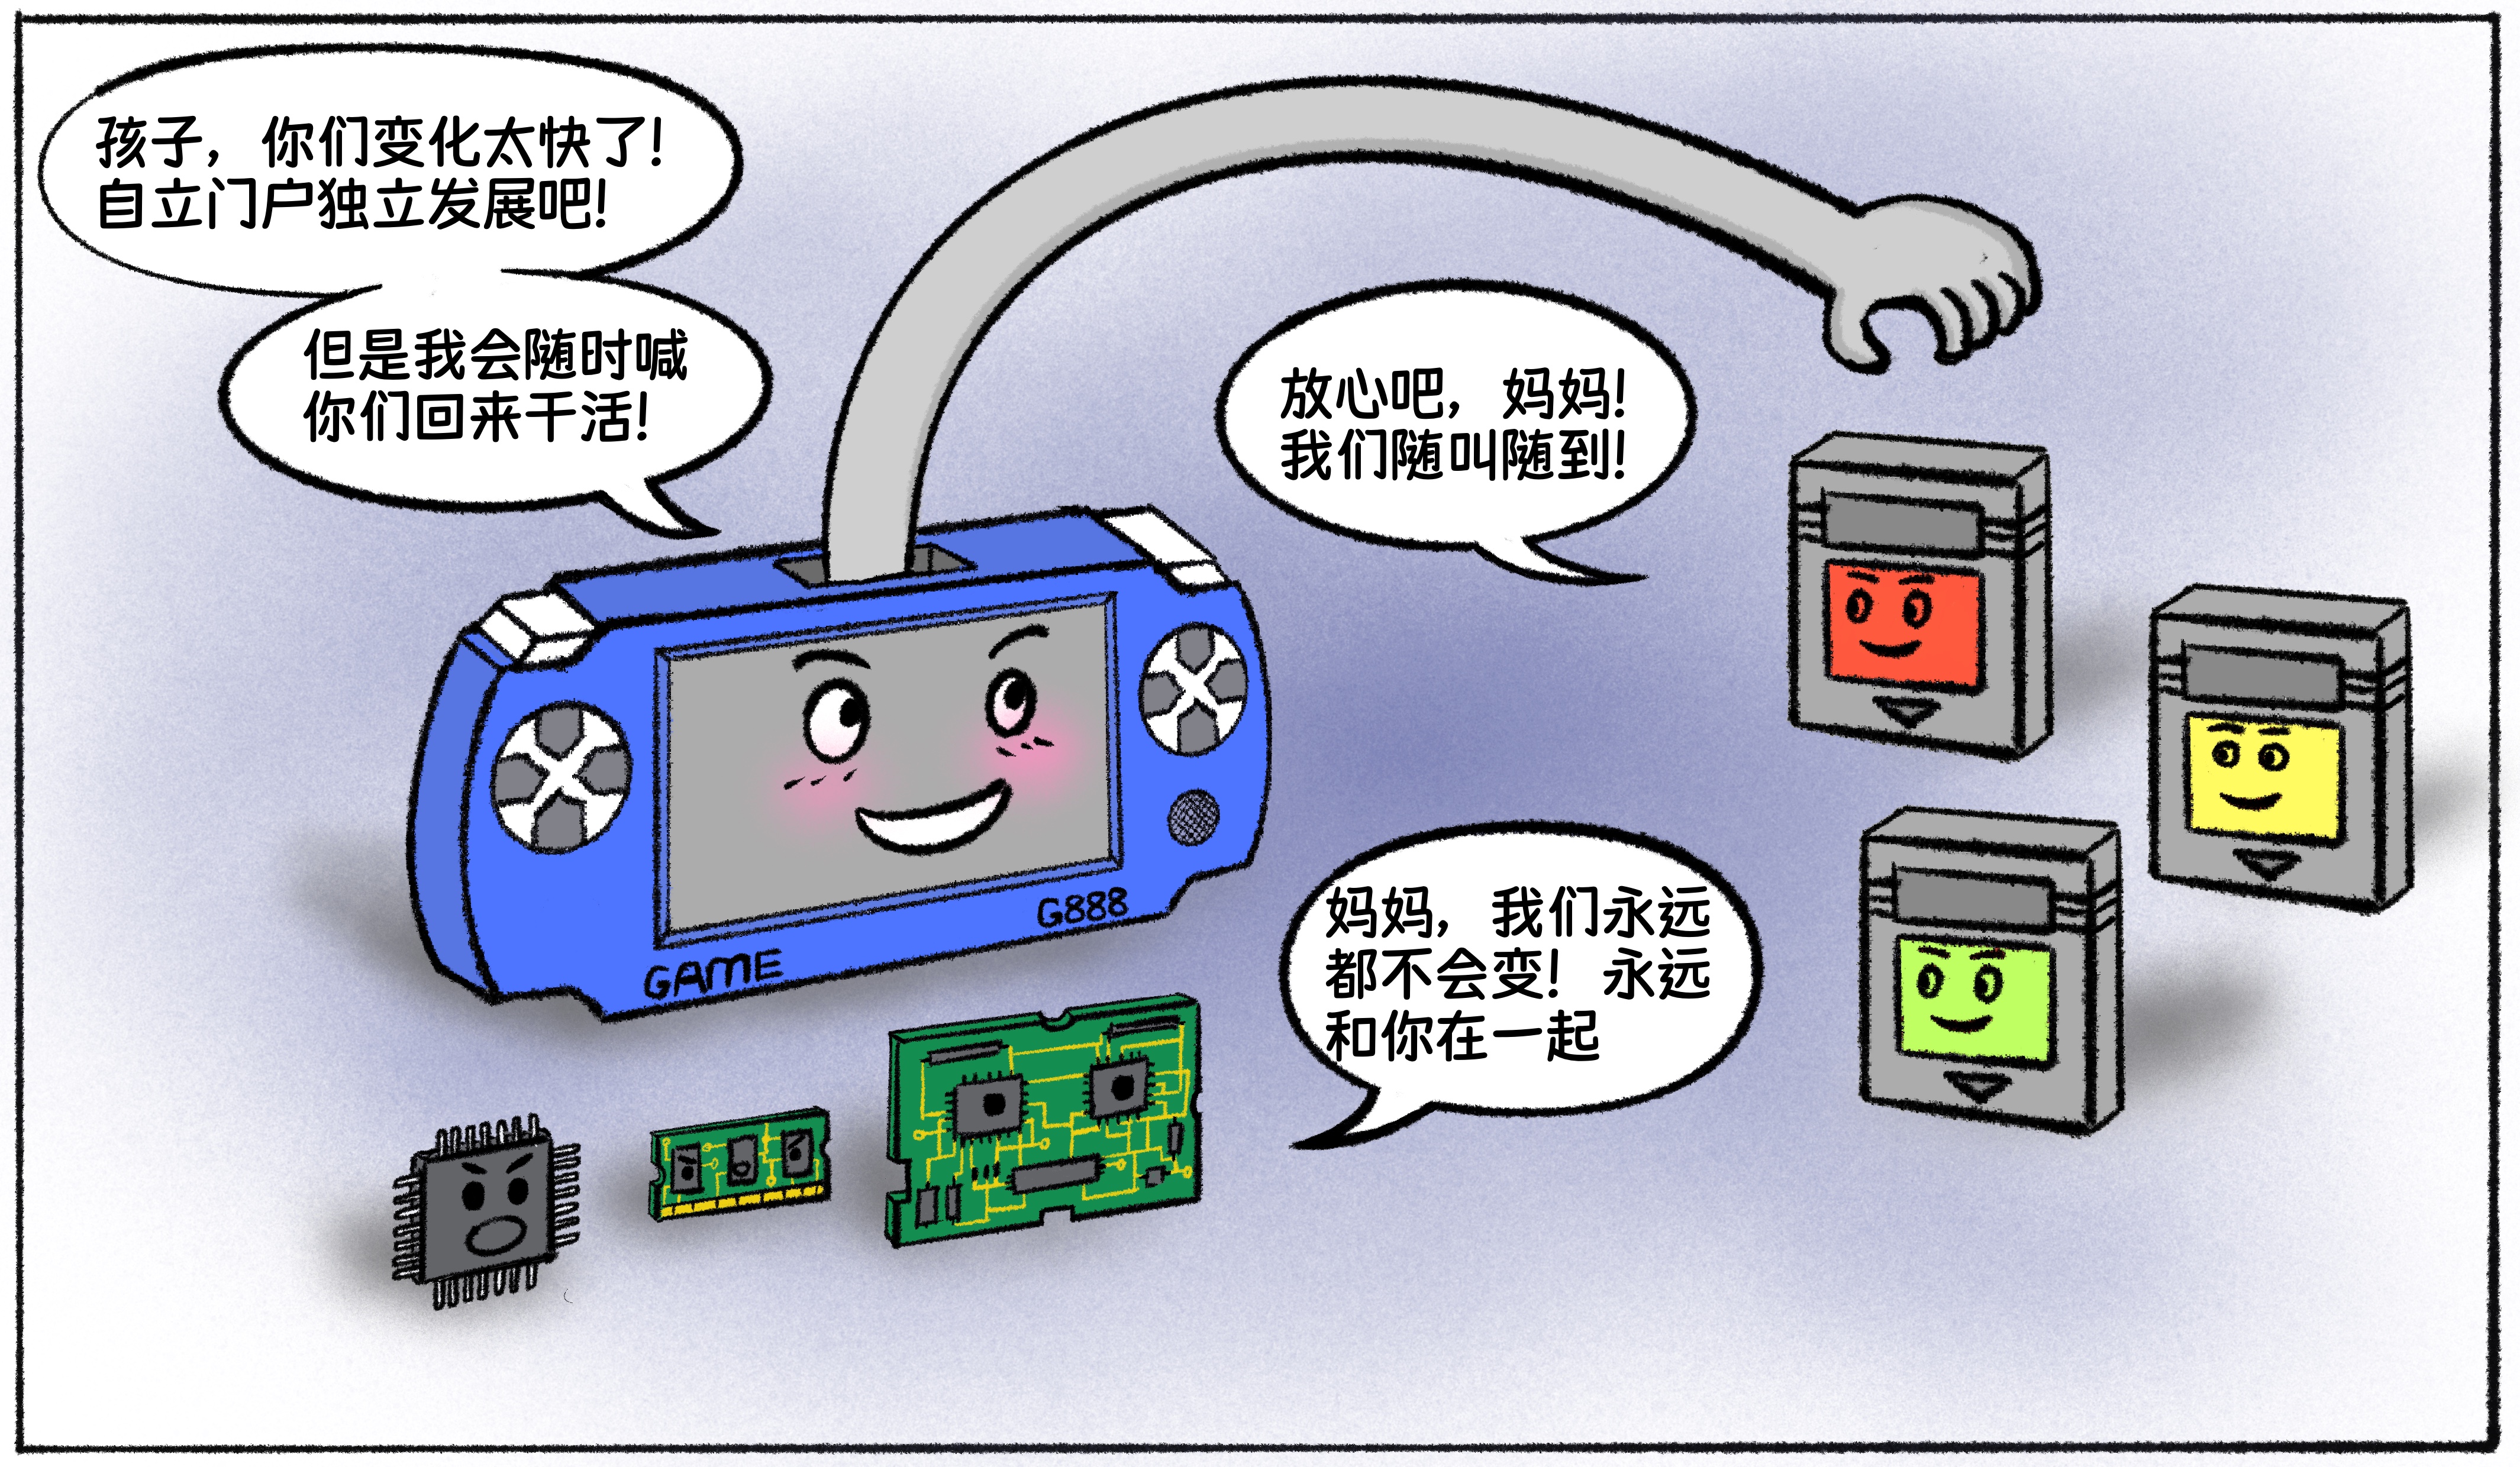 孩子，你们变化太快了！
自立门户独立发展吧！
但是我会随时喊
你们回来干活！
放心吧，妈妈！
我们随叫随到！
GAME
G888
妈妈，我们永远
都不会变！永远
和你在一起